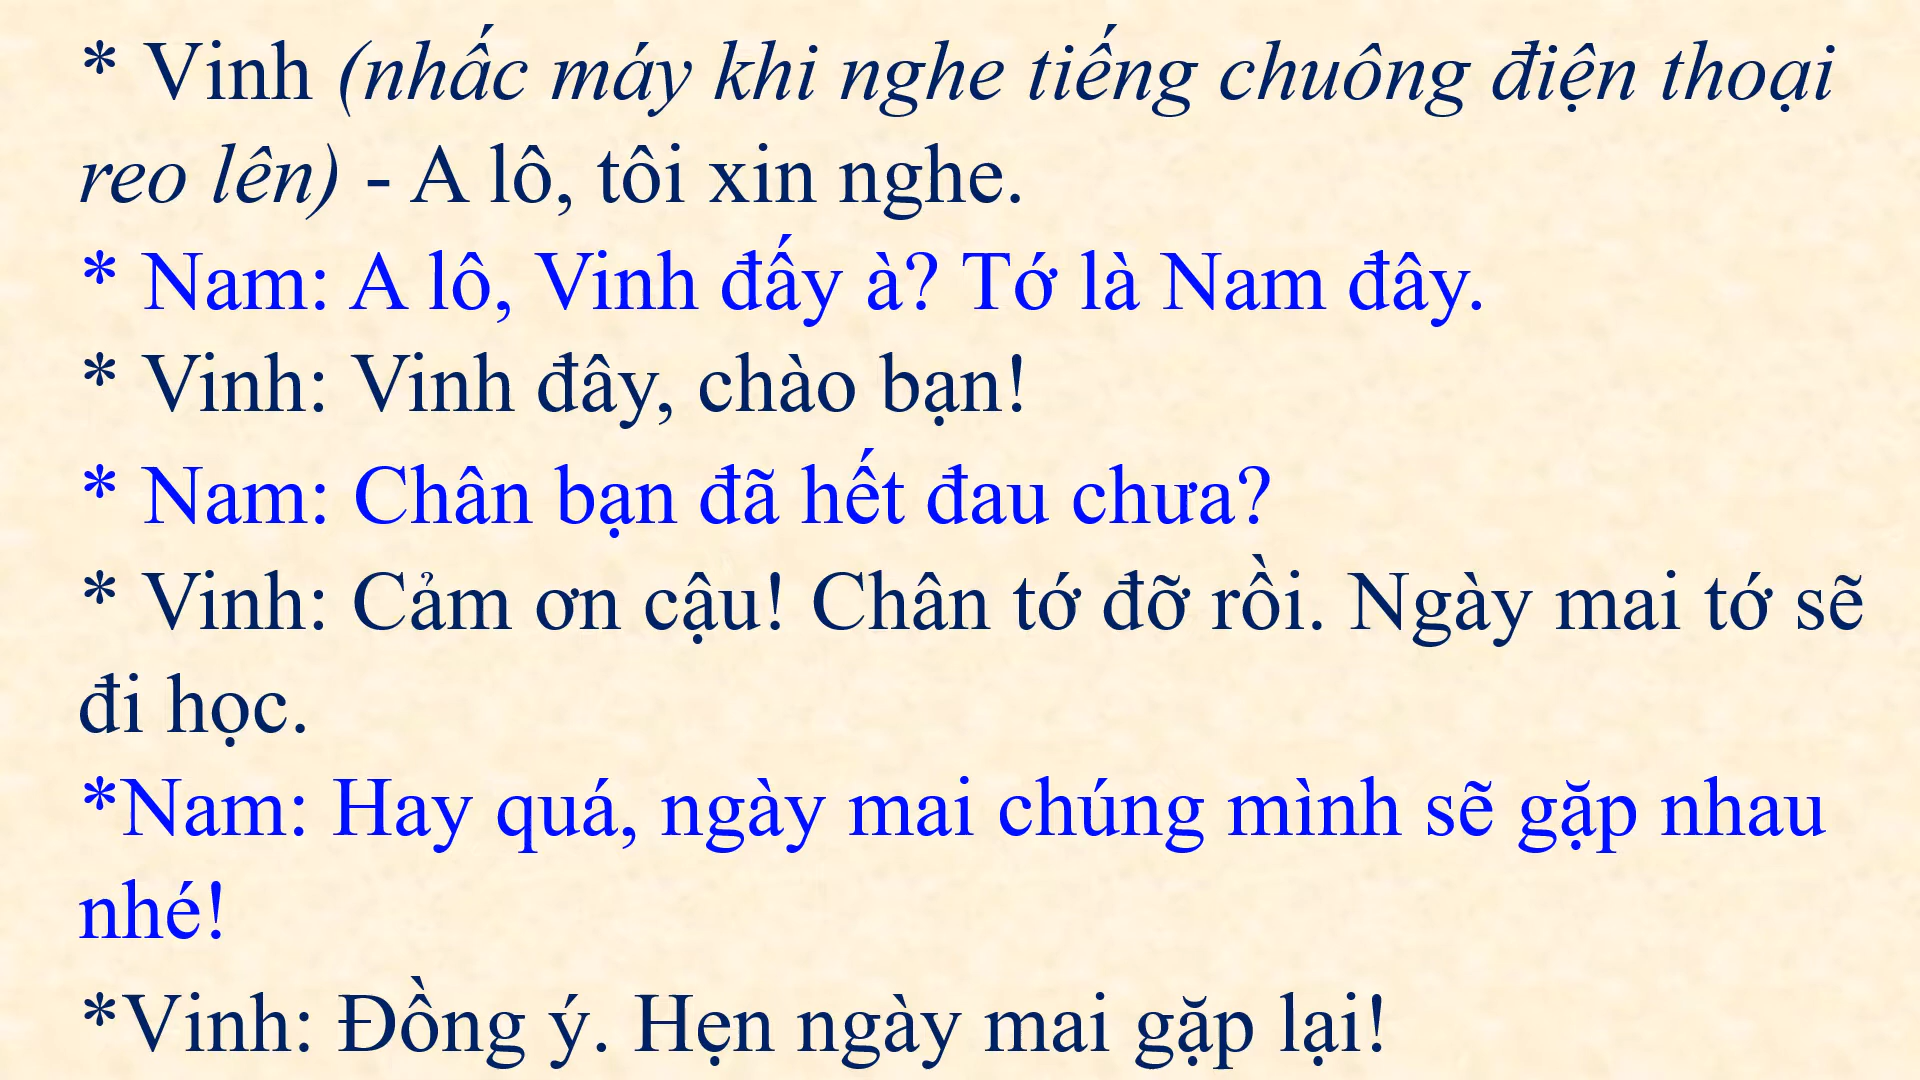 * Vinh (nhấc máy khi nghe tiếng chuông điện thoại
reo lên) - A lô, tôi xin nghe.
* Nam: A lô, Vinh đấy à? Tớ là Nam đây.
* Vinh: Vinh đây, chào bạn!
* Nam: Chân bạn đã hết đau chưa?
* Vinh: Cảm ơn cậu! Chân tớ đỡ rồi. Ngày mai tớ sẽ
đi học.
*Nam: Hay quá, ngày mai chúng mình sẽ gặp nhau
nhé!
*Vinh: Đồng ý. Hẹn ngày mai gặp lại!